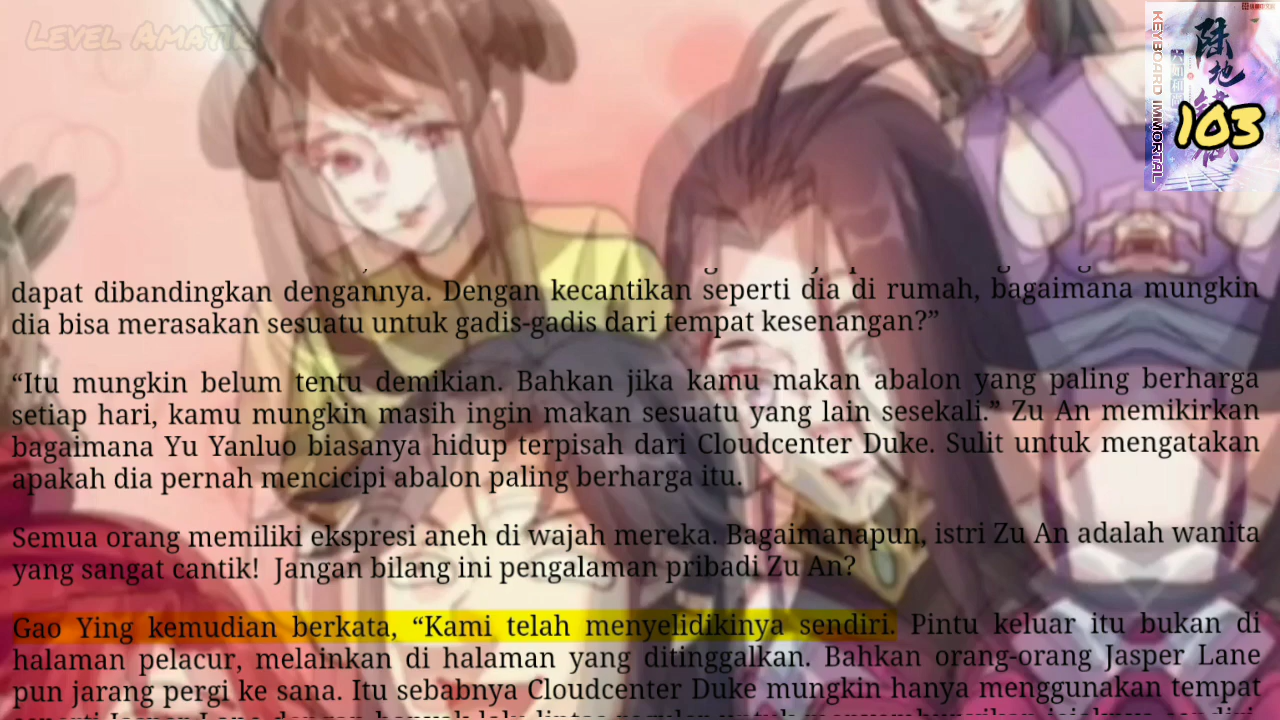 LEVEL AMATIR
KEYBOARD IMMORTAL
陆地
103
dapat dibandingkan dengannya. Dengan kecantikan seperti dia di rumah, bagaimana mungkin
dia bisa merasakan sesuatu untuk gadis-gadis dari tempat kesenangan?”
“Itu mungkin belum tentu demikian. Bahkan jika kamu makan abalon yang paling berharga
setiap hari, kamu mungkin masih ingin makan sesuatu yang lain sesekali.” Zu An memikirkan
bagaimana Yu Yanluo biasanya hidup terpisah dari Cloudcenter Duke. Sulit untuk mengatakan
apakah dia pernah mencicipi abalon paling berharga itu.
Semua orang memiliki ekspresi aneh di wajah mereka. Bagaimanapun, istri Zu An adalah wanita
yang sangat cantik! Jangan bilang ini pengalaman pribadi Zu An?
Gao Ying kemudian berkata, “Kami telah menyelidikinya sendiri. Pintu keluar itu bukan di
halaman pelacur, melainkan di halaman yang ditinggalkan. Bahkan orang-orang Jasper Lane
pun jarang pergi ke sana. Itu sebabnya Cloudcenter Duke mungkin hanya menggunakan tempat